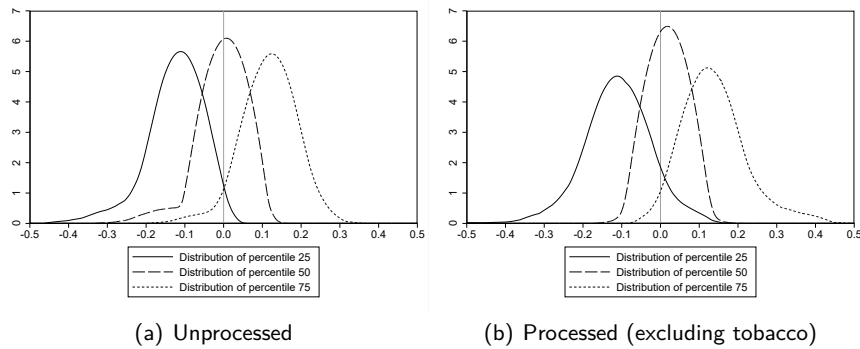 7
6
5
4
3
2
1
0
-0.5 -0.4 -0.3 -0.2 -0.1 0.0 0.1 0.2 0.3 0.4 0.5
Distribution of percentile 25
Distribution of percentile 50
Distribution of percentile 75
(a) Unprocessed
7
6
5
4
3
2
1
0
-0.5 -0.4 -0.3 -0.2 -0.1 0.0 0.1 0.2 0.3 0.4 0.5
Distribution of percentile 25
Distribution of percentile 50
Distribution of percentile 75
(b) Processed (excluding tobacco)